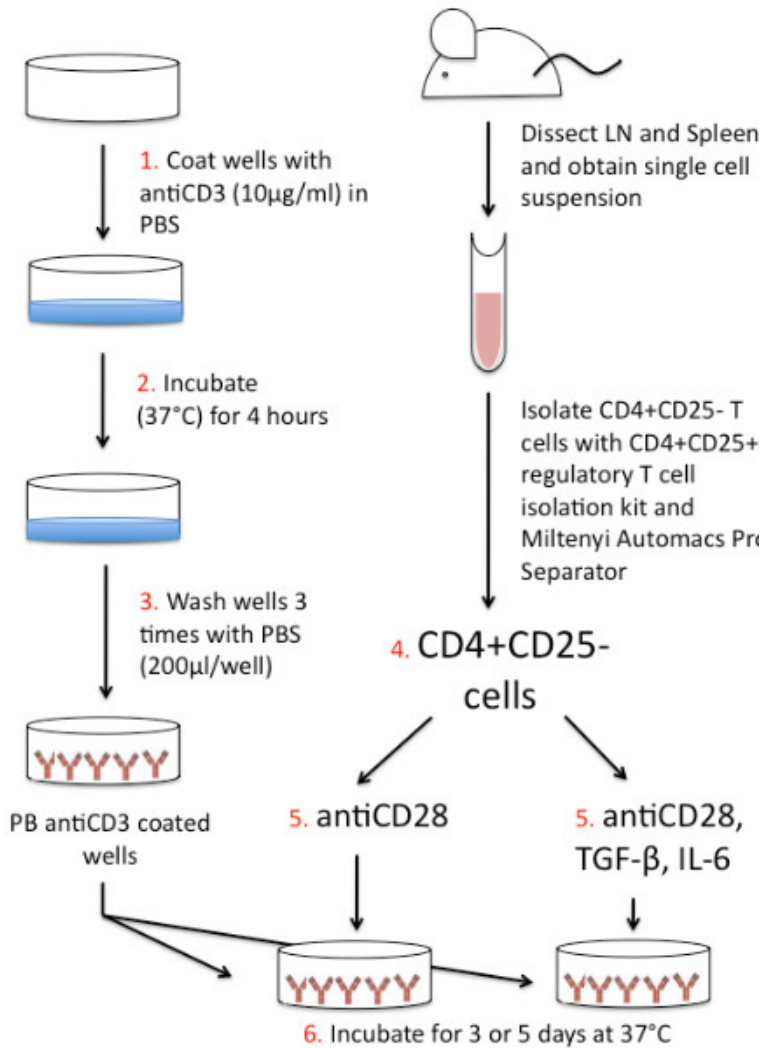 1. Coat wells with
antiCD3 (10µg/ml) in
PBS
2. Incubate
(37°C) for 4 hours
3. Wash wells 3
times with PBS
(200µl/well)
PB antiCD3 coated
wells
Dissect LN and Spleen
and obtain single cell
suspension
Isolate CD4+CD25- T
cells with CD4+CD25+
regulatory T cell
isolation kit and
Miltenyi Automacs Pro
Separator
4. CD4+CD25-
cells
5. antiCD28
5. antiCD28,
TGF-β, IL-6
6. Incubate for 3 or 5 days at 37°C